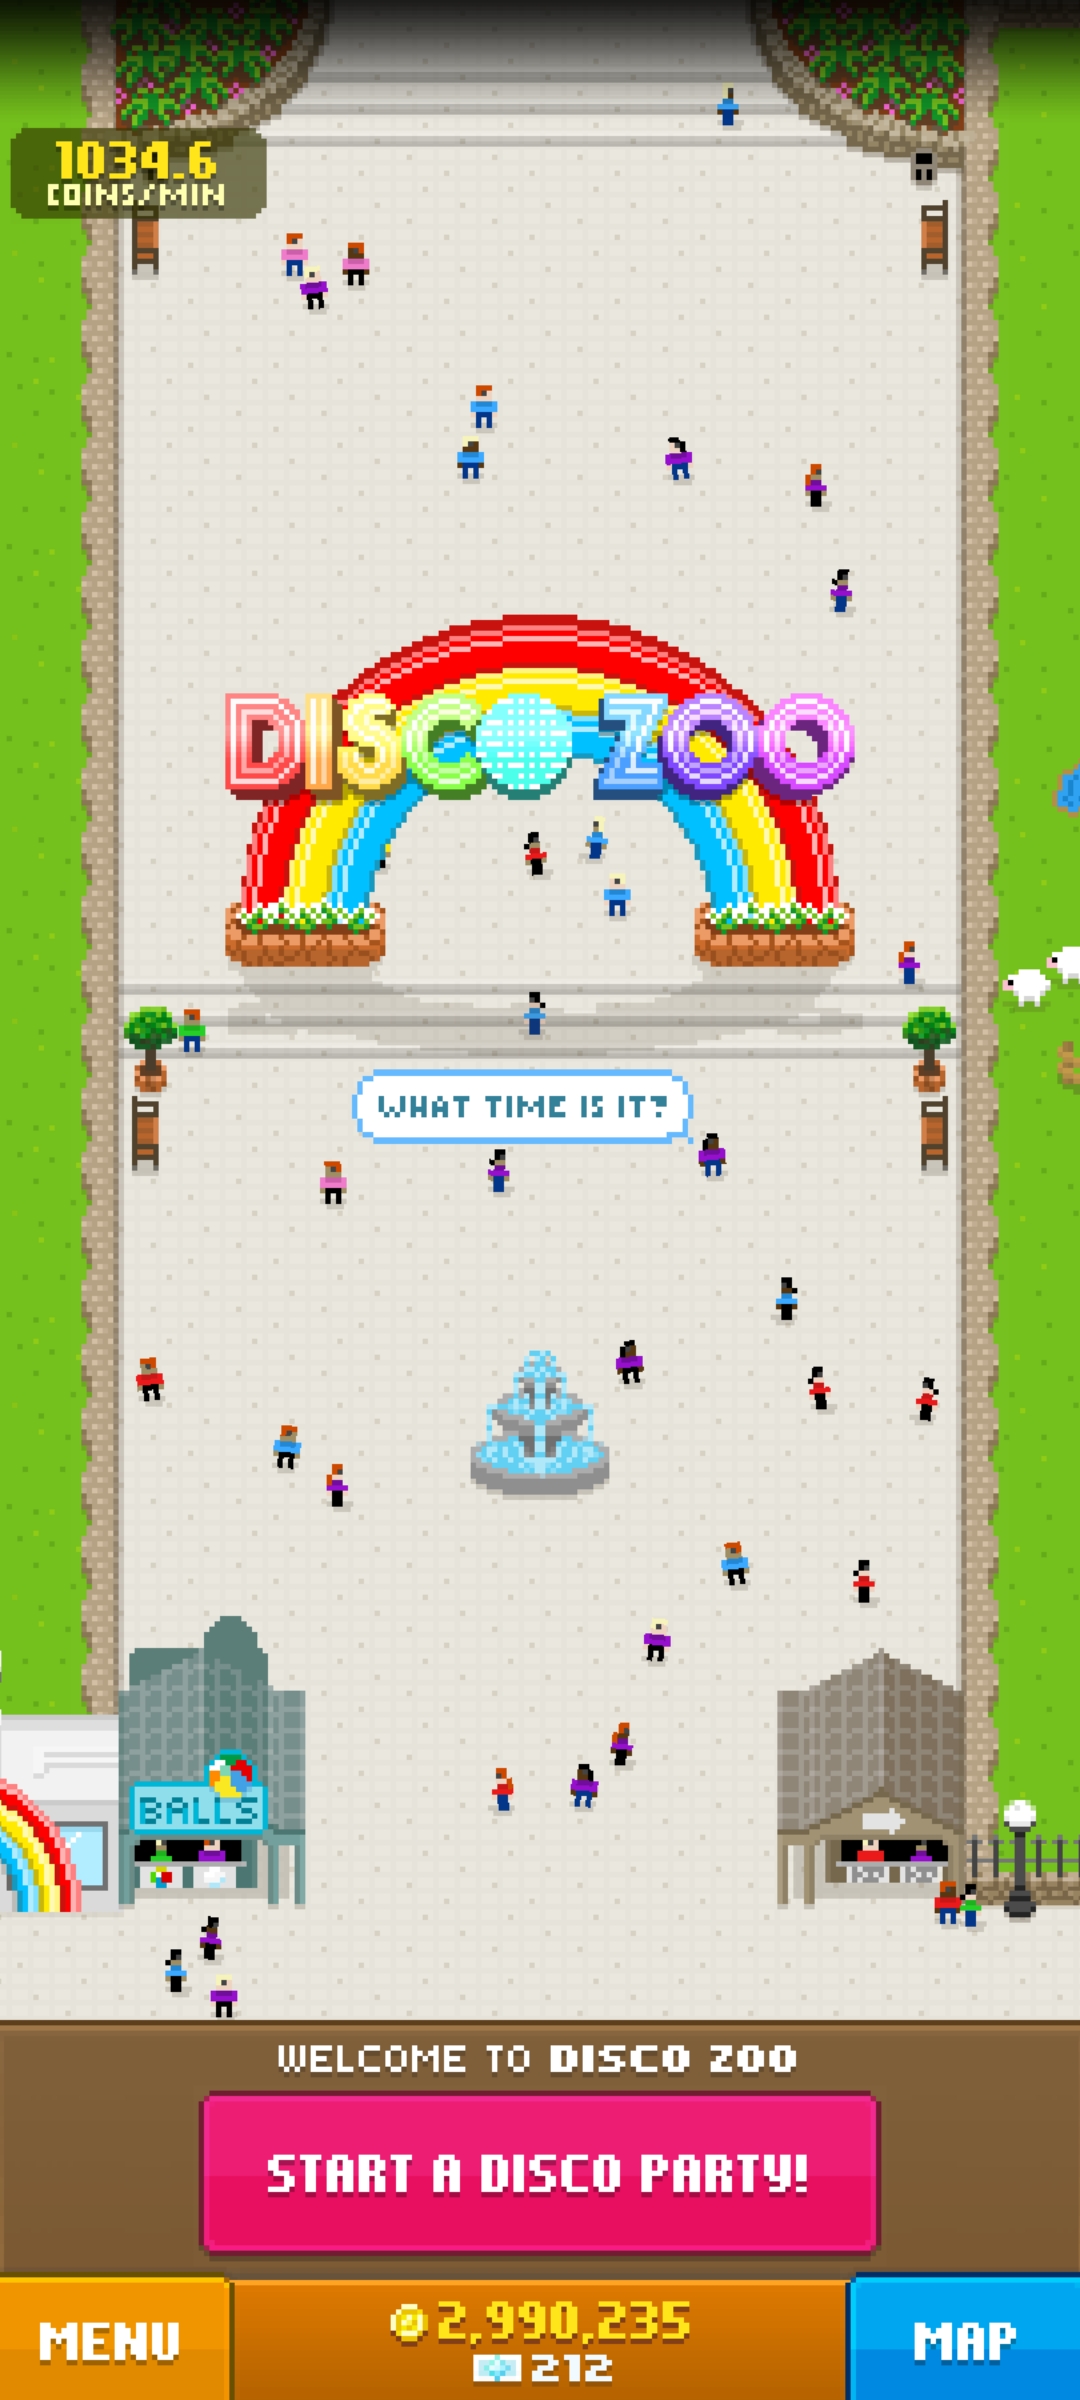 1034.6
COINS/MIN
DISCO ZOO
WHAT TIME IS IT?
BALLS
WELCOME TO DISCO ZOO
START A DISCO PARTY!
MENU
2,990,235
212
MAP